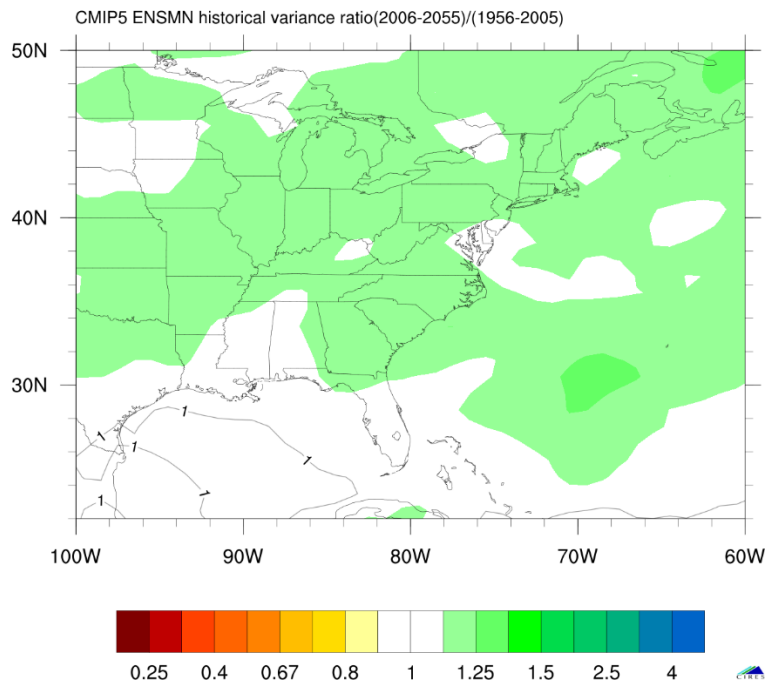 CMIP5 ENSMN historical variance ratio(2006-2055)/(1956-2005)
50N
40N
30N
1
1
1
1
1
1
100W
90W
80W
70W
60W
0.25 0.4 0.67 0.8 1 1.25 1.5 2.5 4
CIRES